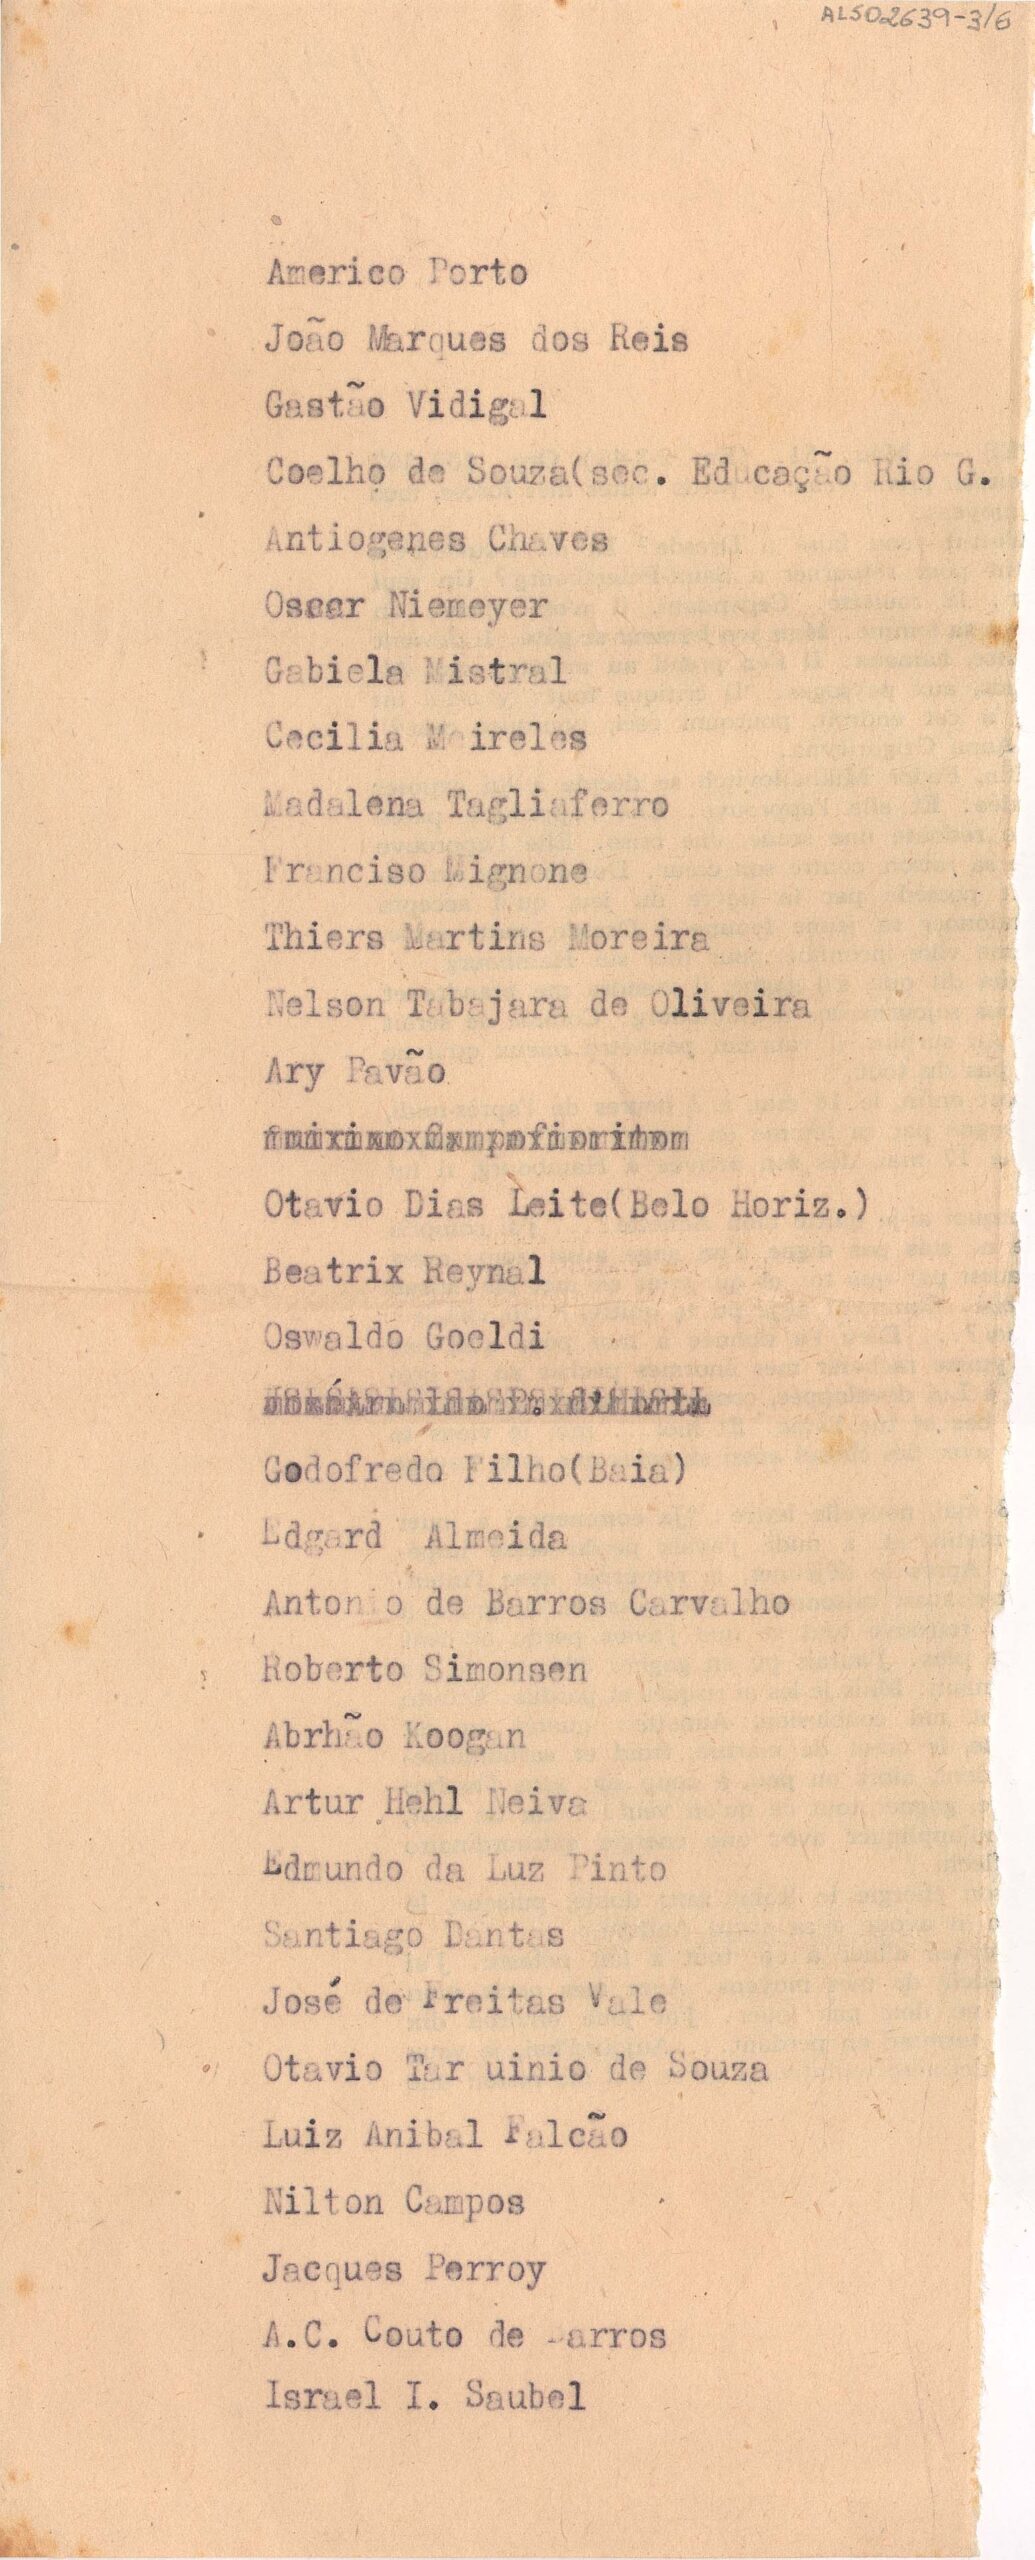 ALS02639-3/6
Americo Porto
João Marques dos Reis
Gastão Vidigal
Coelho de Souza(sec. Educação Rio G.
Antiogenes Chaves
Oscar Niemeyer
Gabiela Mistral
Cecilia Meireles
Madalena Tagliaferro
Franciso Mignone
Thiers Martins Moreira
Nelson Tabajara de Oliveira
Ary Pavão
Otavio Dias Leite(Belo Horiz.)
Beatrix Reynal
Oswaldo Goeldi
Godofredo Filho(Baia)
Edgard Almeida
Antonio de Barros Carvalho
Roberto Simonsen
Abrhão Koogan
Artur Hehl Neiva
Edmundo da Luz Pinto
Santiago Dantas
José de Freitas Vale
Otavio Tar uinio de Souza
Luiz Anibal Falcão
Nilton Campos
Jacques Perroy
A.C. Couto de Barros
Israel I. Saubel